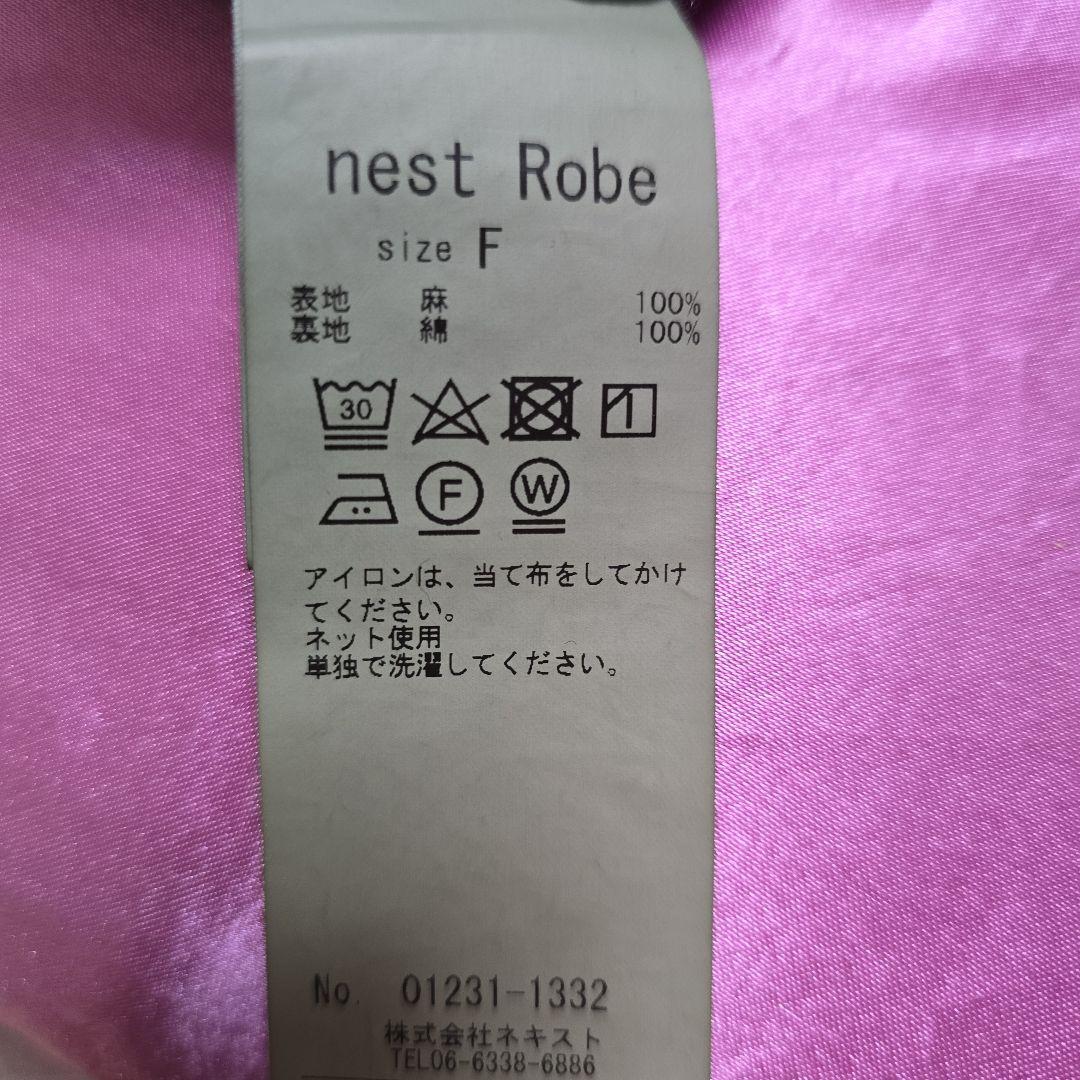 nest Robe
size F
表地 麻 100%
裏地 綿 100%
30
F W
アイロンは、当て布をしてかけ
てください。
ネット使用
単独で洗濯してください。
No. 01231-1332
株式会社ネキスト
TEL06-6338-6886